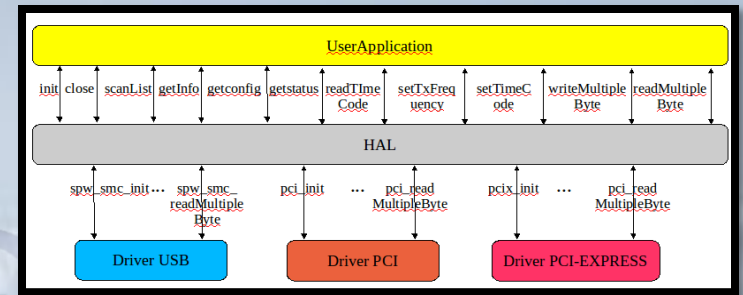 UserApplication
init close scanList getInfo getconfig getstatus readTIme setTxFreq setTimeC writeMultiple readMultiple
Code uency ode Byte Byte
HAL
spw_smc_init... spw_smc_ pci_init ... pci_read pcix_init ... pci_read
readMultiple MultipleByte MultipleByte
Byte
Driver USB Driver PCI Driver PCI-EXPRESS